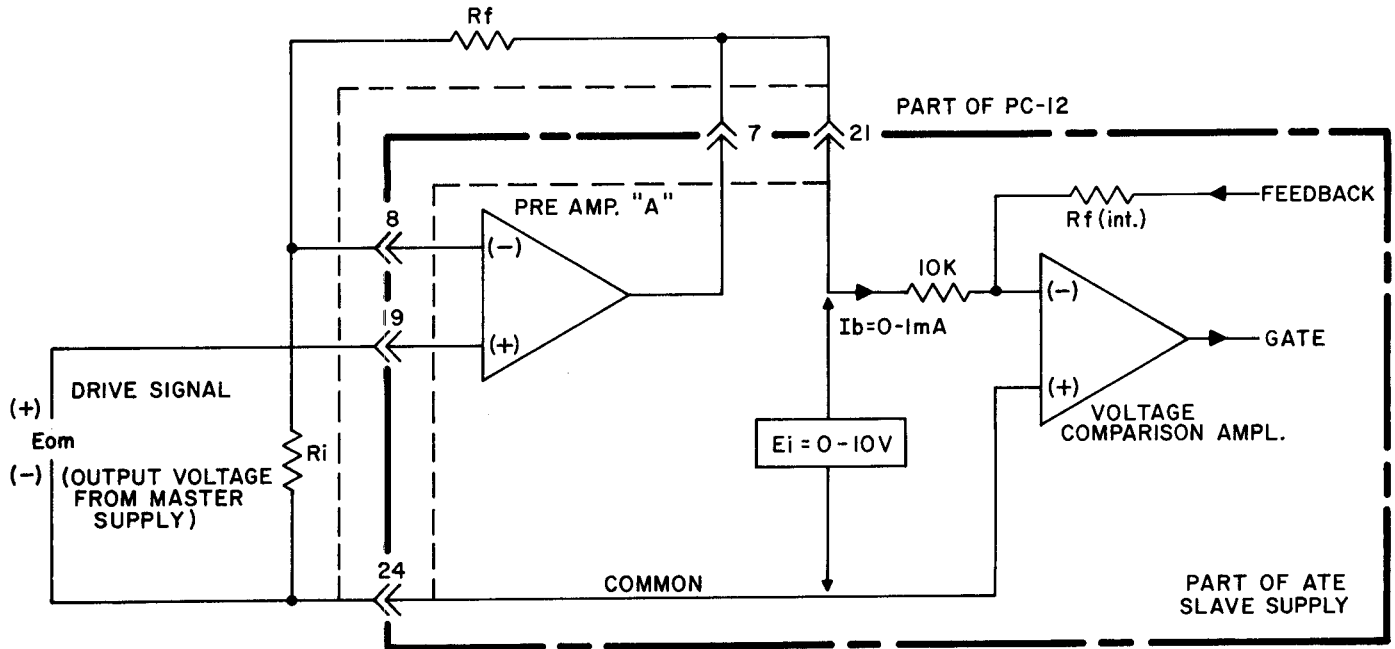 Rf
PART OF PC-12
7
21
PRE AMP. "A"
FEEDBACK
Rf (int.)
8
(-)
10K
(-)
19
Ib=0-1mA
(+)
GATE
DRIVE SIGNAL
(+)
(+)
VOLTAGE
COMPARISON AMPL.
Eom
Ri
Ei = 0-10V
(-)
(OUTPUT VOLTAGE
FROM MASTER
SUPPLY)
24
COMMON
PART OF ATE
SLAVE SUPPLY